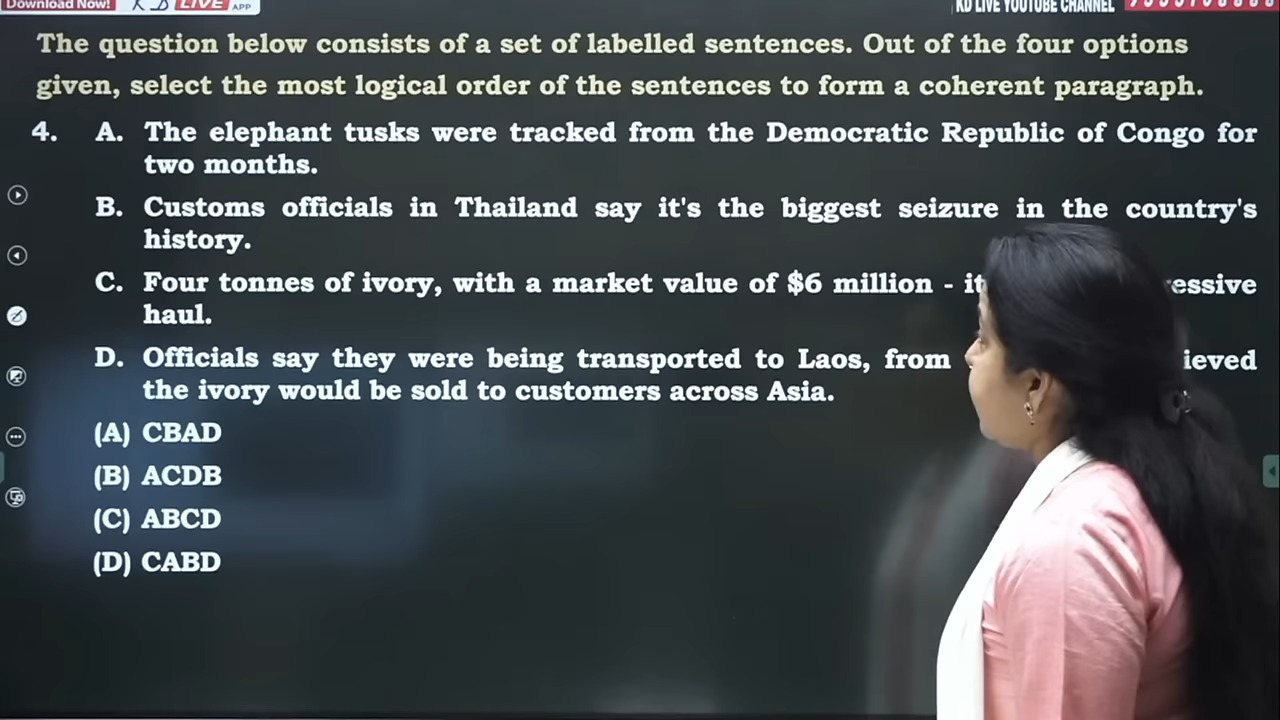 Download Now! KD LIVE APP
KD LIVE YOUTUBE CHANNEL
The question below consists of a set of labelled sentences. Out of the four options
given, select the most logical order of the sentences to form a coherent paragraph.
4. A. The elephant tusks were tracked from the Democratic Republic of Congo for
two months.
B. Customs officials in Thailand say it's the biggest seizure in the country's
history.
C. Four tonnes of ivory, with a market value of $6 million - it
haul.
D. Officials say they were being transported to Laos, from
the ivory would be sold to customers across Asia.
(A) CBAD
(B) ACDB
(C) ABCD
(D) CABD